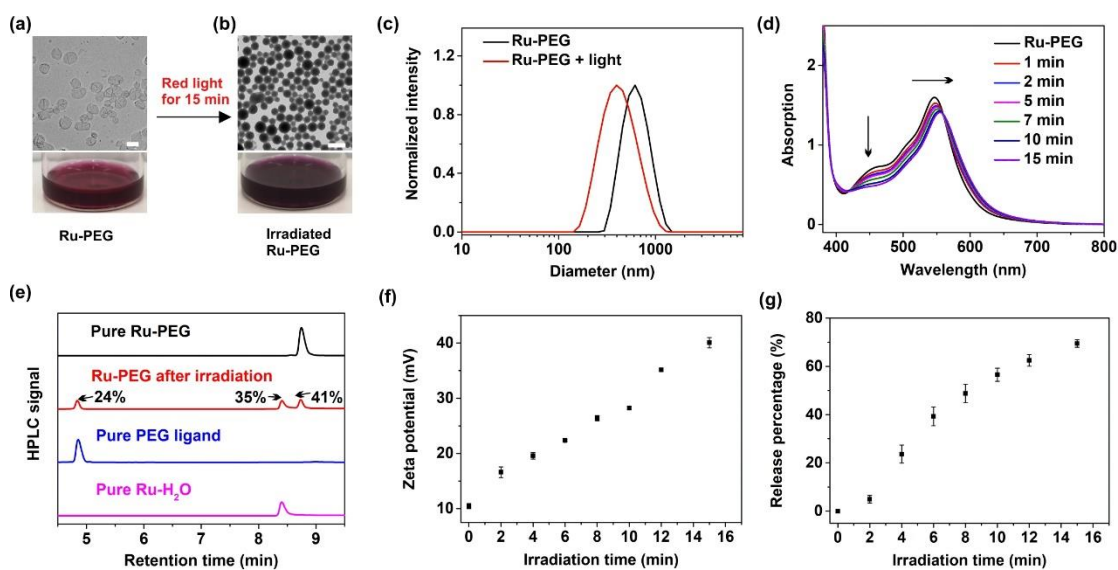 (a)
(b)
Red light
for 15 min
Ru-PEG
Irradiated
Ru-PEG
(c)
Ru-PEG
Ru-PEG + light
Normalized intensity
1.0
0.8
0.4
0.0
10
100
1000
Diameter (nm)
(d)
Ru-PEG
1 min
2 min
5 min
7 min
10 min
15 min
Absorption
2
1
0
400
500
600
700
800
Wavelength (nm)
(e)
Pure Ru-PEG
Ru-PEG after irradiation
24%
35%
41%
Pure PEG ligand
Pure Ru-H₂O
HPLC signal
5
6
7
8
9
Retention time (min)
(f)
Zeta potential (mV)
40
30
20
10
0
2
4
6
8
10
12
14
16
Irradiation time (min)
(g)
Release percentage (%)
80
60
40
20
0
0
2
4
6
8
10
12
14
16
Irradiation time (min)